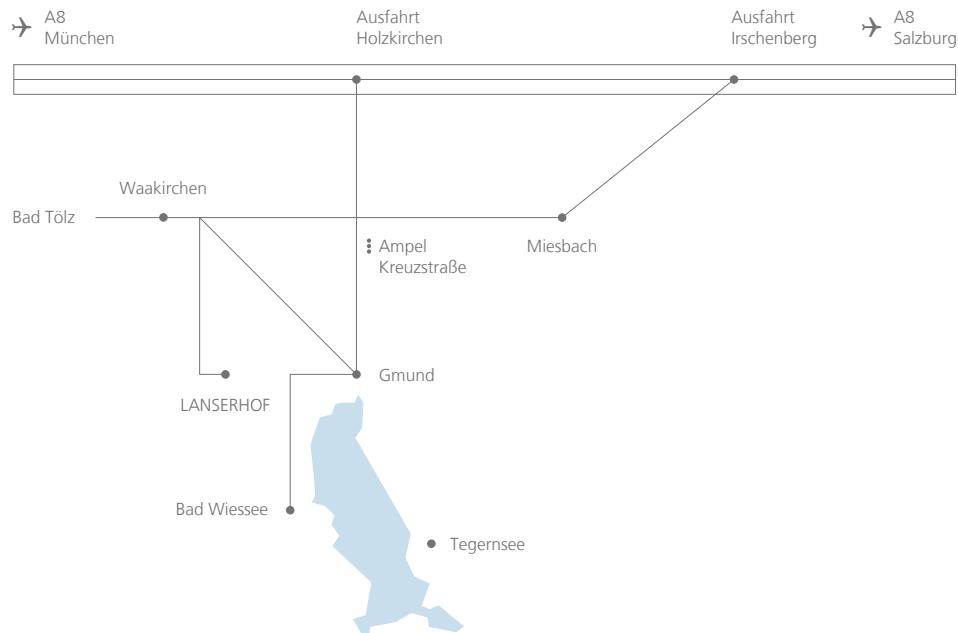 A8
München
Ausfahrt
Holzkirchen
Ausfahrt
Irschenberg
A8
Salzburg
Waakirchen
Bad Tölz
Ampel
Kreuzstraße
Miesbach
Gmund
LANSERHOF
Bad Wiessee
Tegernsee